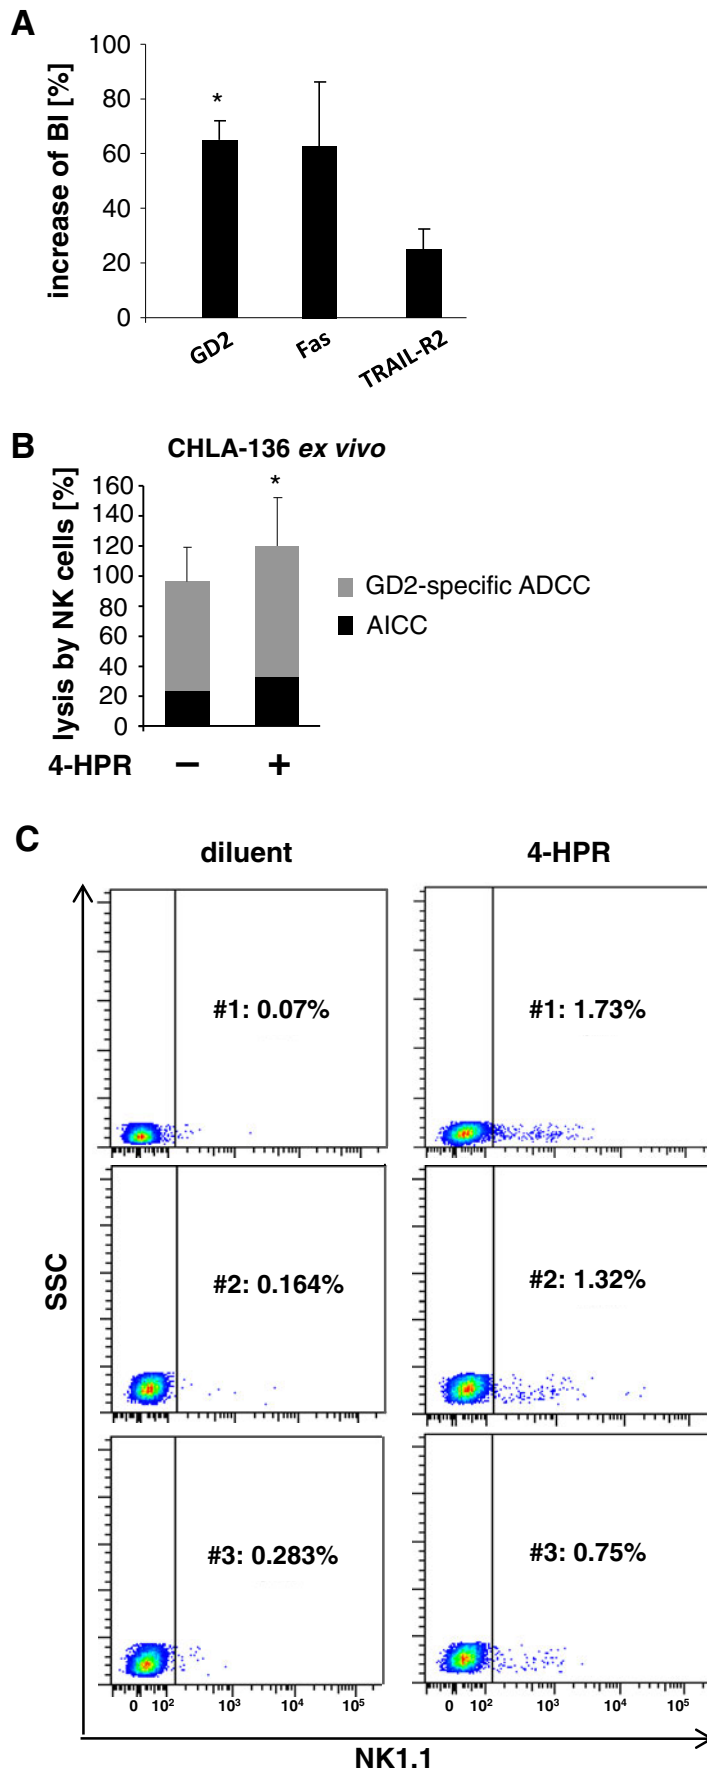 A
increase of BI [%]
100
80
60
40
20
0
*
GD2
Fas
TRAIL-R2
B
CHLA-136 ex vivo
lysis by NK cells [%]
160
140
120
100
80
60
40
20
0
*
GD2-specific ADCC
AICC
4-HPR − +
C
diluent 4-HPR
#1: 0.07% #1: 1.73%
#2: 0.164% #2: 1.32%
#3: 0.283% #3: 0.75%
SSC
0 10² 10³ 10⁴ 10⁵ 0 10² 10³ 10⁴ 10⁵
NK1.1